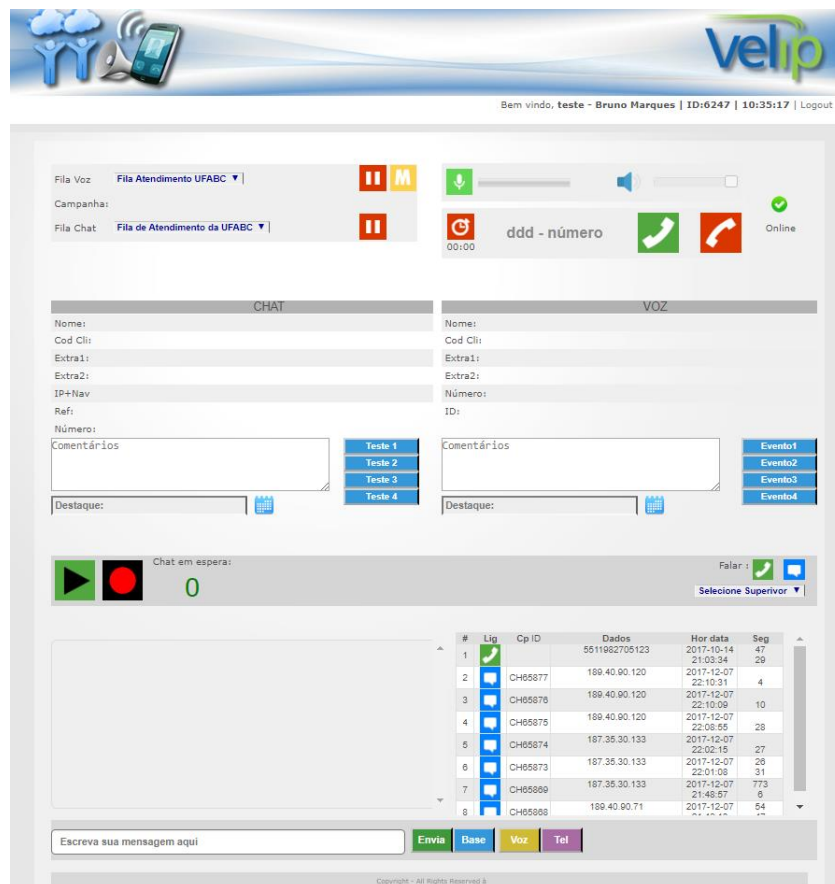 Velip
Bem vindo, teste - Bruno Marques | ID:6247 | 10:35:17 | Logout
Fila Voz Fila Atendimento UFABC
M
Campanha:
Fila Chat Fila de Atendimento da UFABC
00:00
ddd - número
Online
CHAT
Nome:
Cod Cli:
Extra1:
Extra2:
IP+Nav
Ref:
Número:
Comentários
Teste 1
Teste 2
Teste 3
Teste 4
Destaque:
VOZ
Nome:
Cod Cli:
Extra1:
Extra2:
Número:
ID:
Comentários
Evento1
Evento2
Evento3
Evento4
Destaque:
Chat em espera:
0
Falar :
Selecione Superivor
# Lig Cp ID Dados Hor data Seg
1 5511982705123 2017-10-14 21:03:34 47 29
2 CH65877 189.40.90.120 2017-12-07 22:10:31 4
3 CH65876 189.40.90.120 2017-12-07 22:10:09 10
4 CH65875 189.40.90.120 2017-12-07 22:08:55 28
5 CH65874 187.35.30.133 2017-12-07 22:02:15 27
6 CH65873 187.35.30.133 2017-12-07 22:01:08 26 31
7 CH65869 187.35.30.133 2017-12-07 21:48:57 773 6
8 CH65868 189.40.90.71 2017-12-07 54
Escreva sua mensagem aqui
Envia Base Voz Tel
Copyright - All Rights Reserved